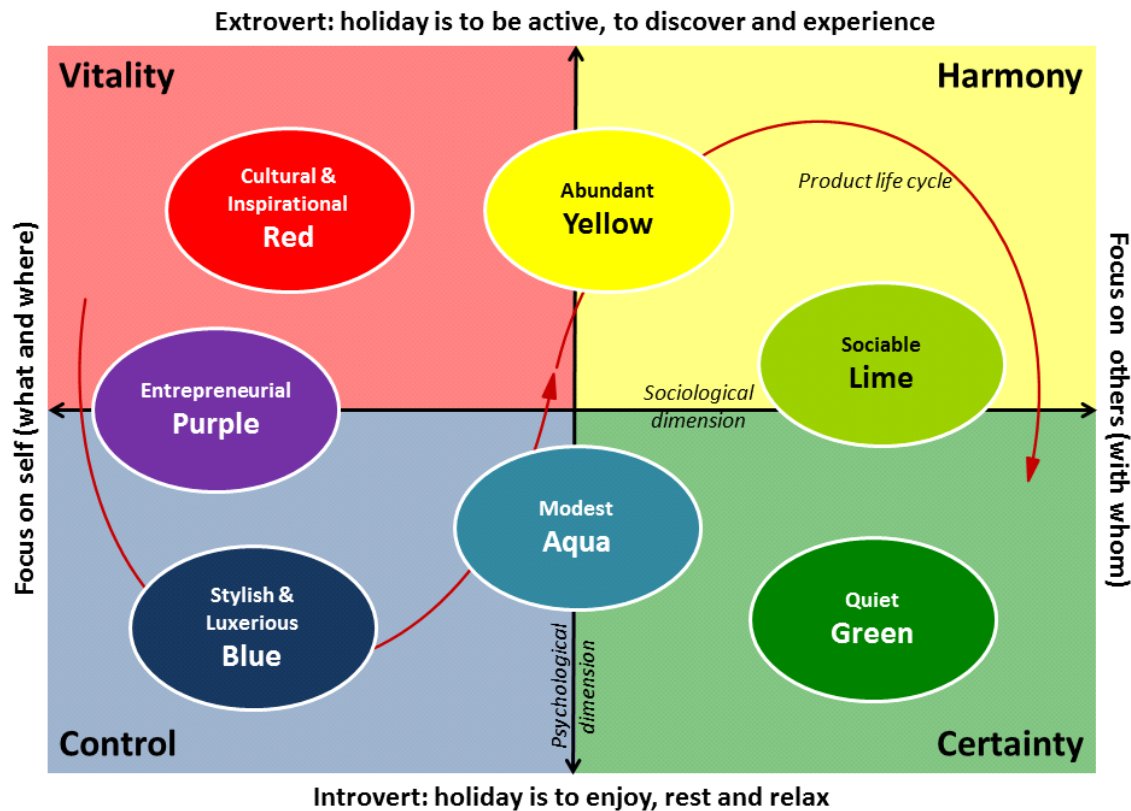 Extrovert: holiday is to be active, to discover and experience
Vitality
Harmony
Cultural &
Inspirational
Red
Abundant
Yellow
Product life cycle
Focus on self (what and where)
Focus on others (with whom)
Sociable
Lime
Entrepreneurial
Purple
Sociological
dimension
Modest
Aqua
Stylish &
Luxerious
Blue
Quiet
Green
Psychological
dimension
Control
Certainty
Introvert: holiday is to enjoy, rest and relax